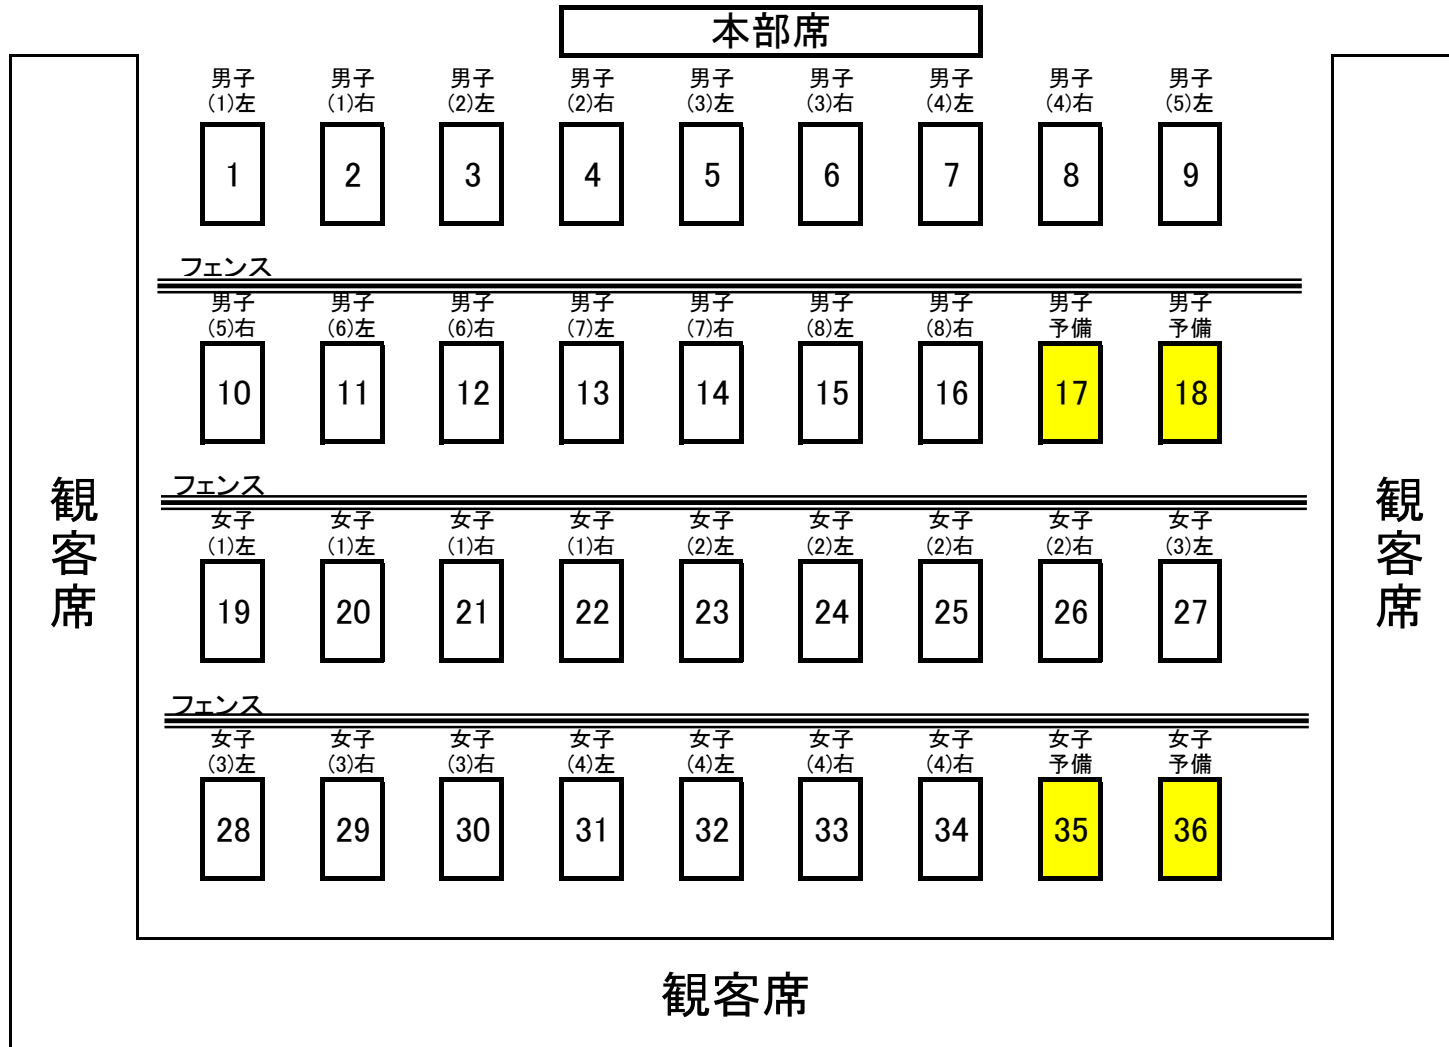 本部席
男子 男子 男子 男子 男子 男子 男子 男子 男子
(1)左 (1)右 (2)左 (2)右 (3)左 (3)右 (4)左 (4)右 (5)左
1 2 3 4 5 6 7 8 9
フェンス
男子 男子 男子 男子 男子 男子 男子 男子 男子
(5)右 (6)左 (6)右 (7)左 (7)右 (8)左 (8)右 予備 予備
10 11 12 13 14 15 16 17 18
フェンス
女子 女子 女子 女子 女子 女子 女子 女子 女子
(1)左 (1)左 (1)右 (1)右 (2)左 (2)左 (2)右 (2)右 (3)左
19 20 21 22 23 24 25 26 27
フェンス
女子 女子 女子 女子 女子 女子 女子 女子 女子
(3)左 (3)右 (3)右 (4)左 (4)左 (4)右 (4)右 予備 予備
28 29 30 31 32 33 34 35 36
観客席
観客席
観客席